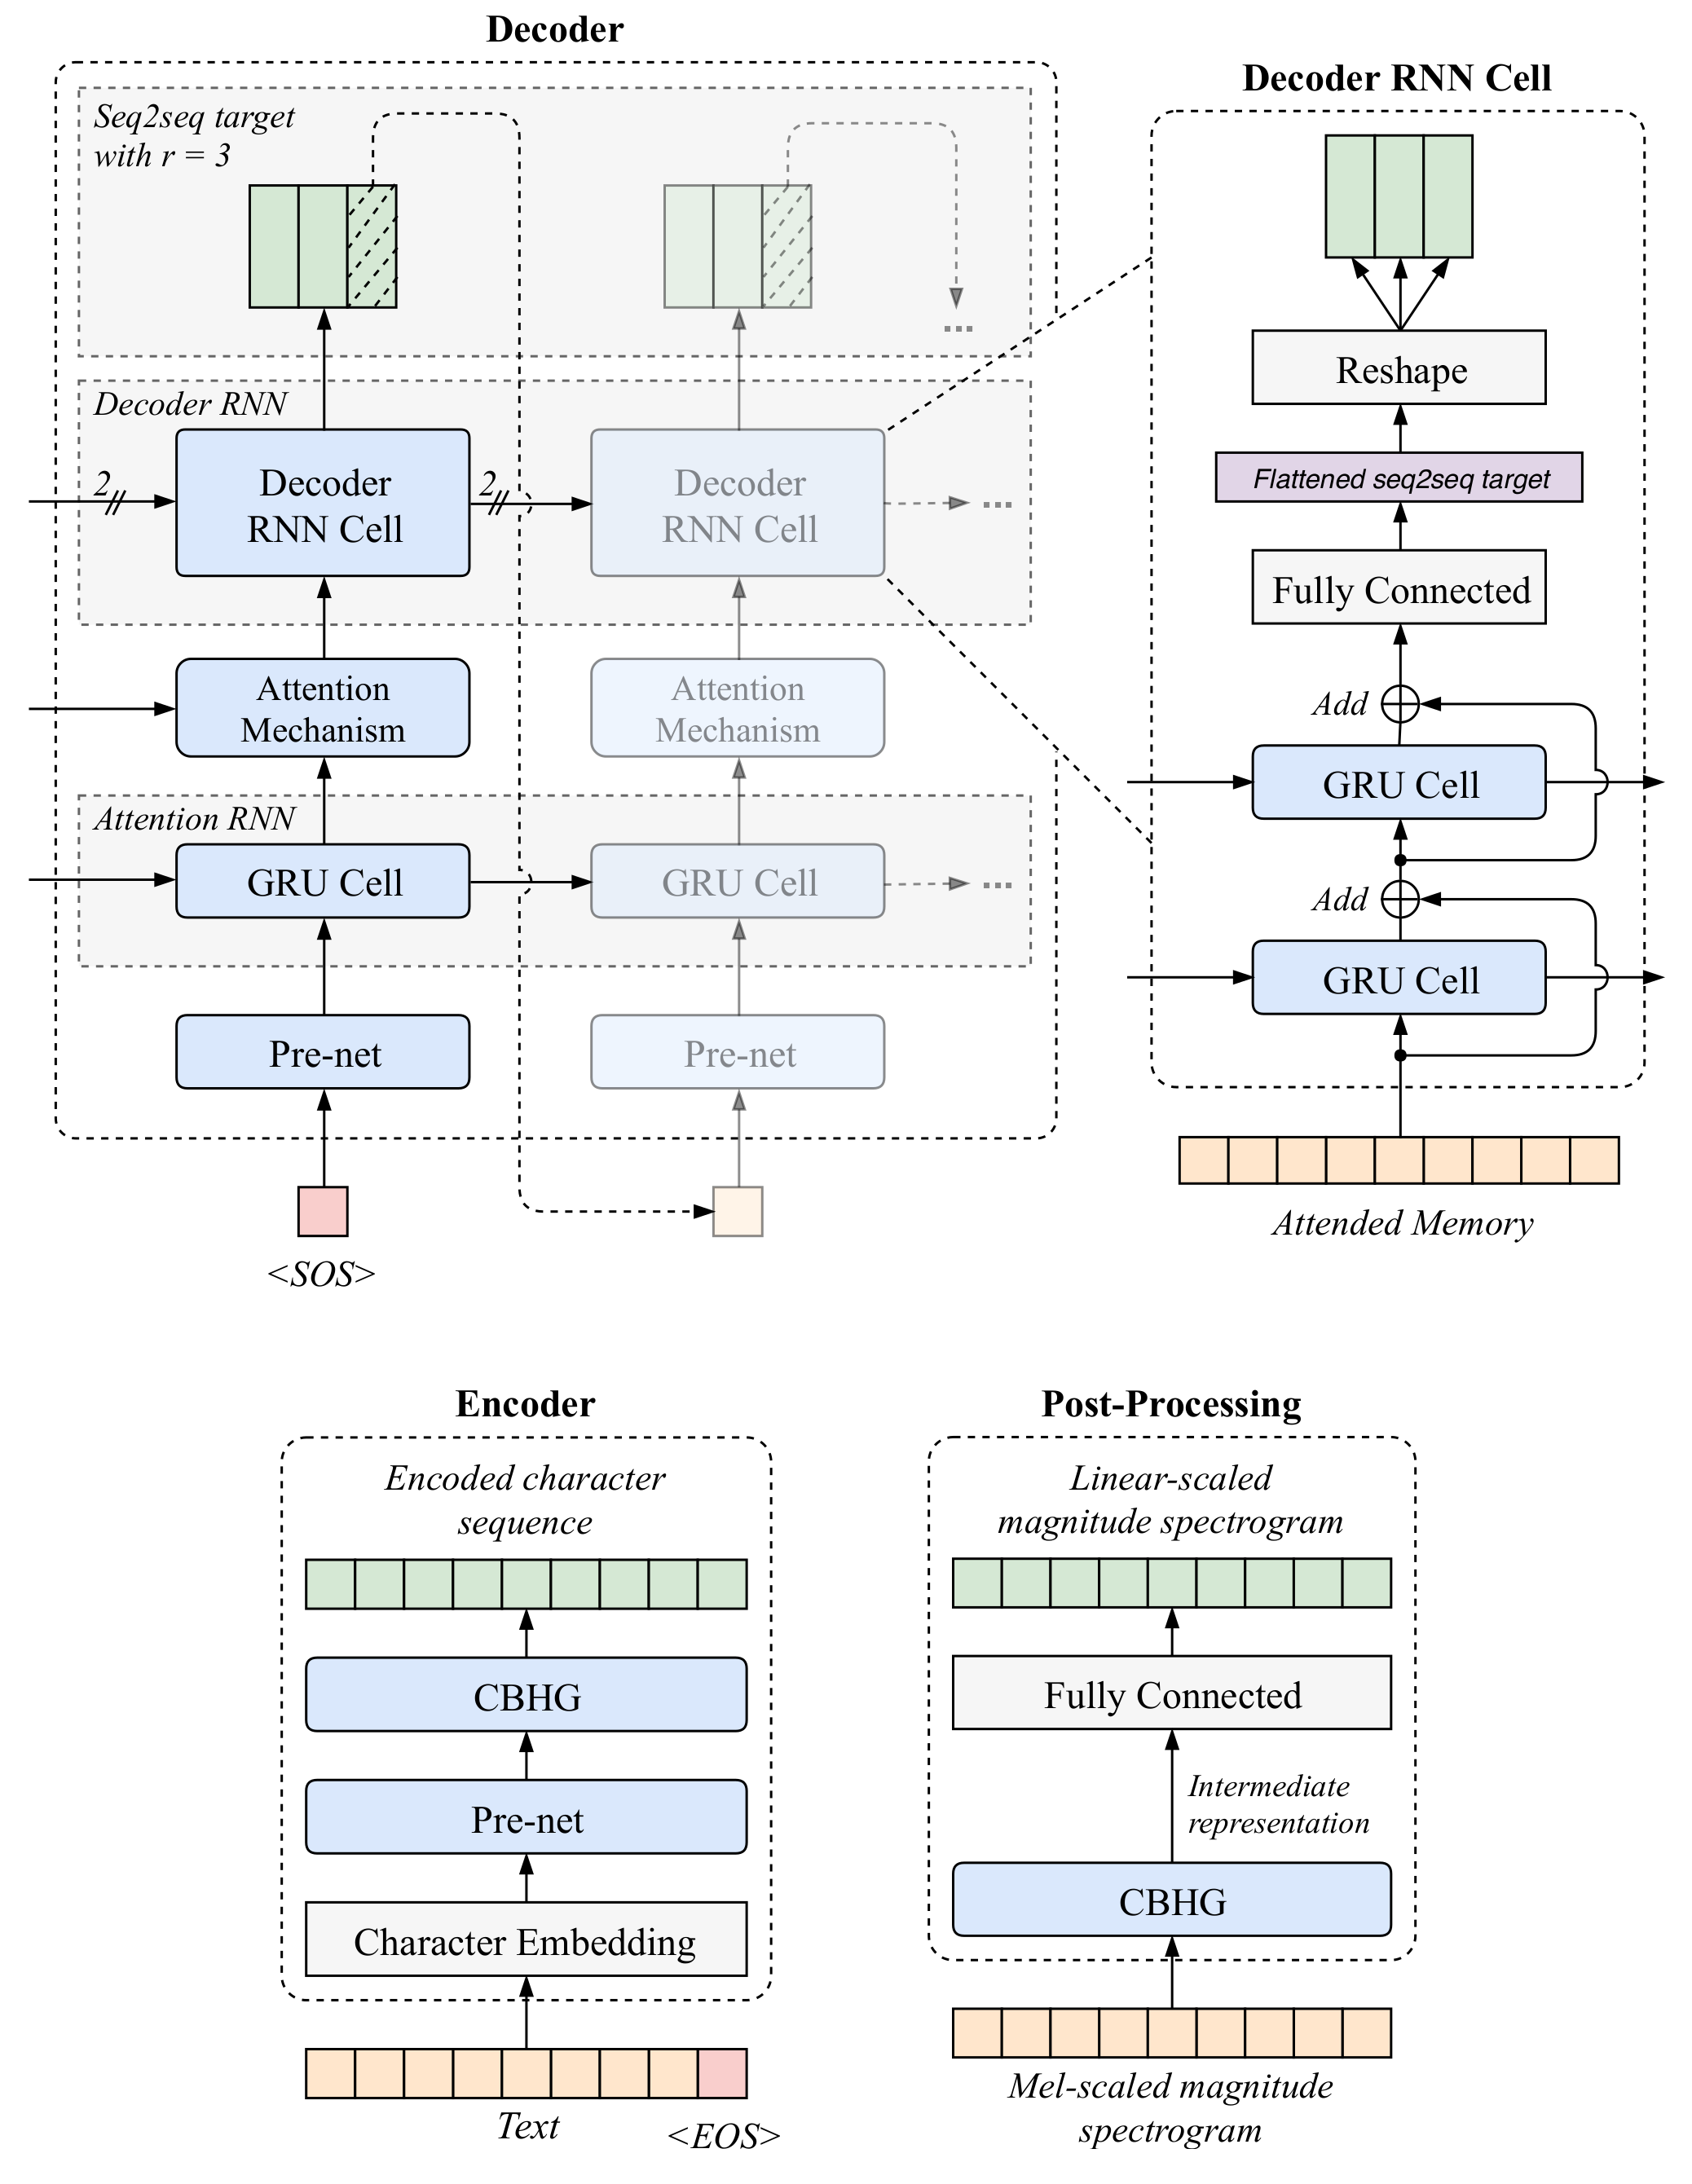 Decoder
Seq2seq target
with r = 3
...
Decoder RNN
2
Decoder
RNN Cell
2
Decoder
RNN Cell
...
Attention
Mechanism
Attention
Mechanism
Attention RNN
GRU Cell
GRU Cell
...
Pre-net
Pre-net
<SOS>
Decoder RNN Cell
Reshape
Flattened seq2seq target
Fully Connected
Add
GRU Cell
Add
GRU Cell
Attended Memory
Encoder
Encoded character
sequence
CBHG
Pre-net
Character Embedding
Text
<EOS>
Post-Processing
Linear-scaled
magnitude spectrogram
Fully Connected
Intermediate
representation
CBHG
Mel-scaled magnitude
spectrogram